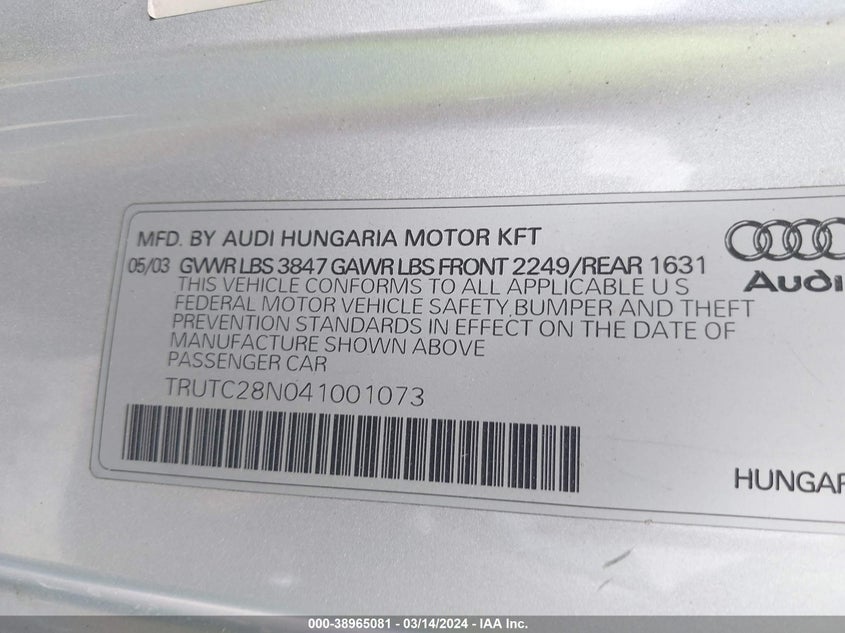 MFD. BY AUDI HUNGARIA MOTOR KFT
05/03 GVWR LBS 3847 GAWR LBS FRONT 2249/REAR 1631
THIS VEHICLE CONFORMS TO ALL APPLICABLE U S
FEDERAL MOTOR VEHICLE SAFETY, BUMPER AND THEFT
PREVENTION STANDARDS IN EFFECT ON THE DATE OF
MANUFACTURE SHOWN ABOVE
PASSENGER CAR
TRUTC28N041001073
Audi
HUNGAR
000-38965081 - 03/14/2024 - IAA Inc.